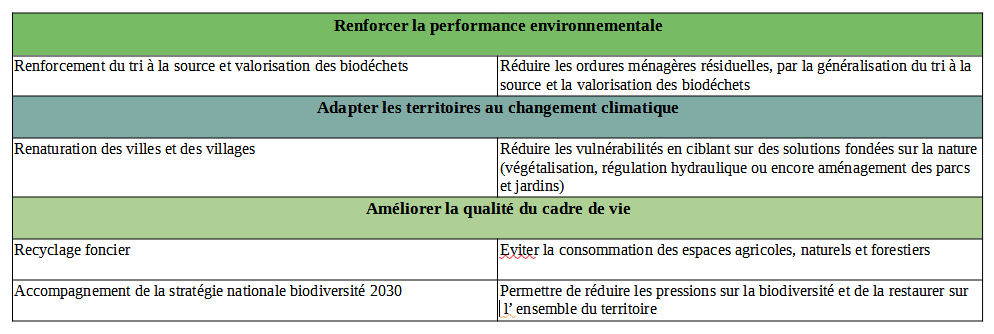 Renforcer la performance environnementale
Renforcement du tri à la source et valorisation des biodéchets
Réduire les ordures ménagères résiduelles, par la généralisation du tri à la
source et la valorisation des biodéchets
Adapter les territoires au changement climatique
Renaturation des villes et des villages
Réduire les vulnérabilités en ciblant sur des solutions fondées sur la nature
(végétalisation, régulation hydraulique ou encore aménagement des parcs
et jardins)
Améliorer la qualité du cadre de vie
Recyclage foncier
Eviter la consommation des espaces agricoles, naturels et forestiers
Accompagnement de la stratégie nationale biodiversité 2030
Permettre de réduire les pressions sur la biodiversité et de la restaurer sur
l’ ensemble du territoire